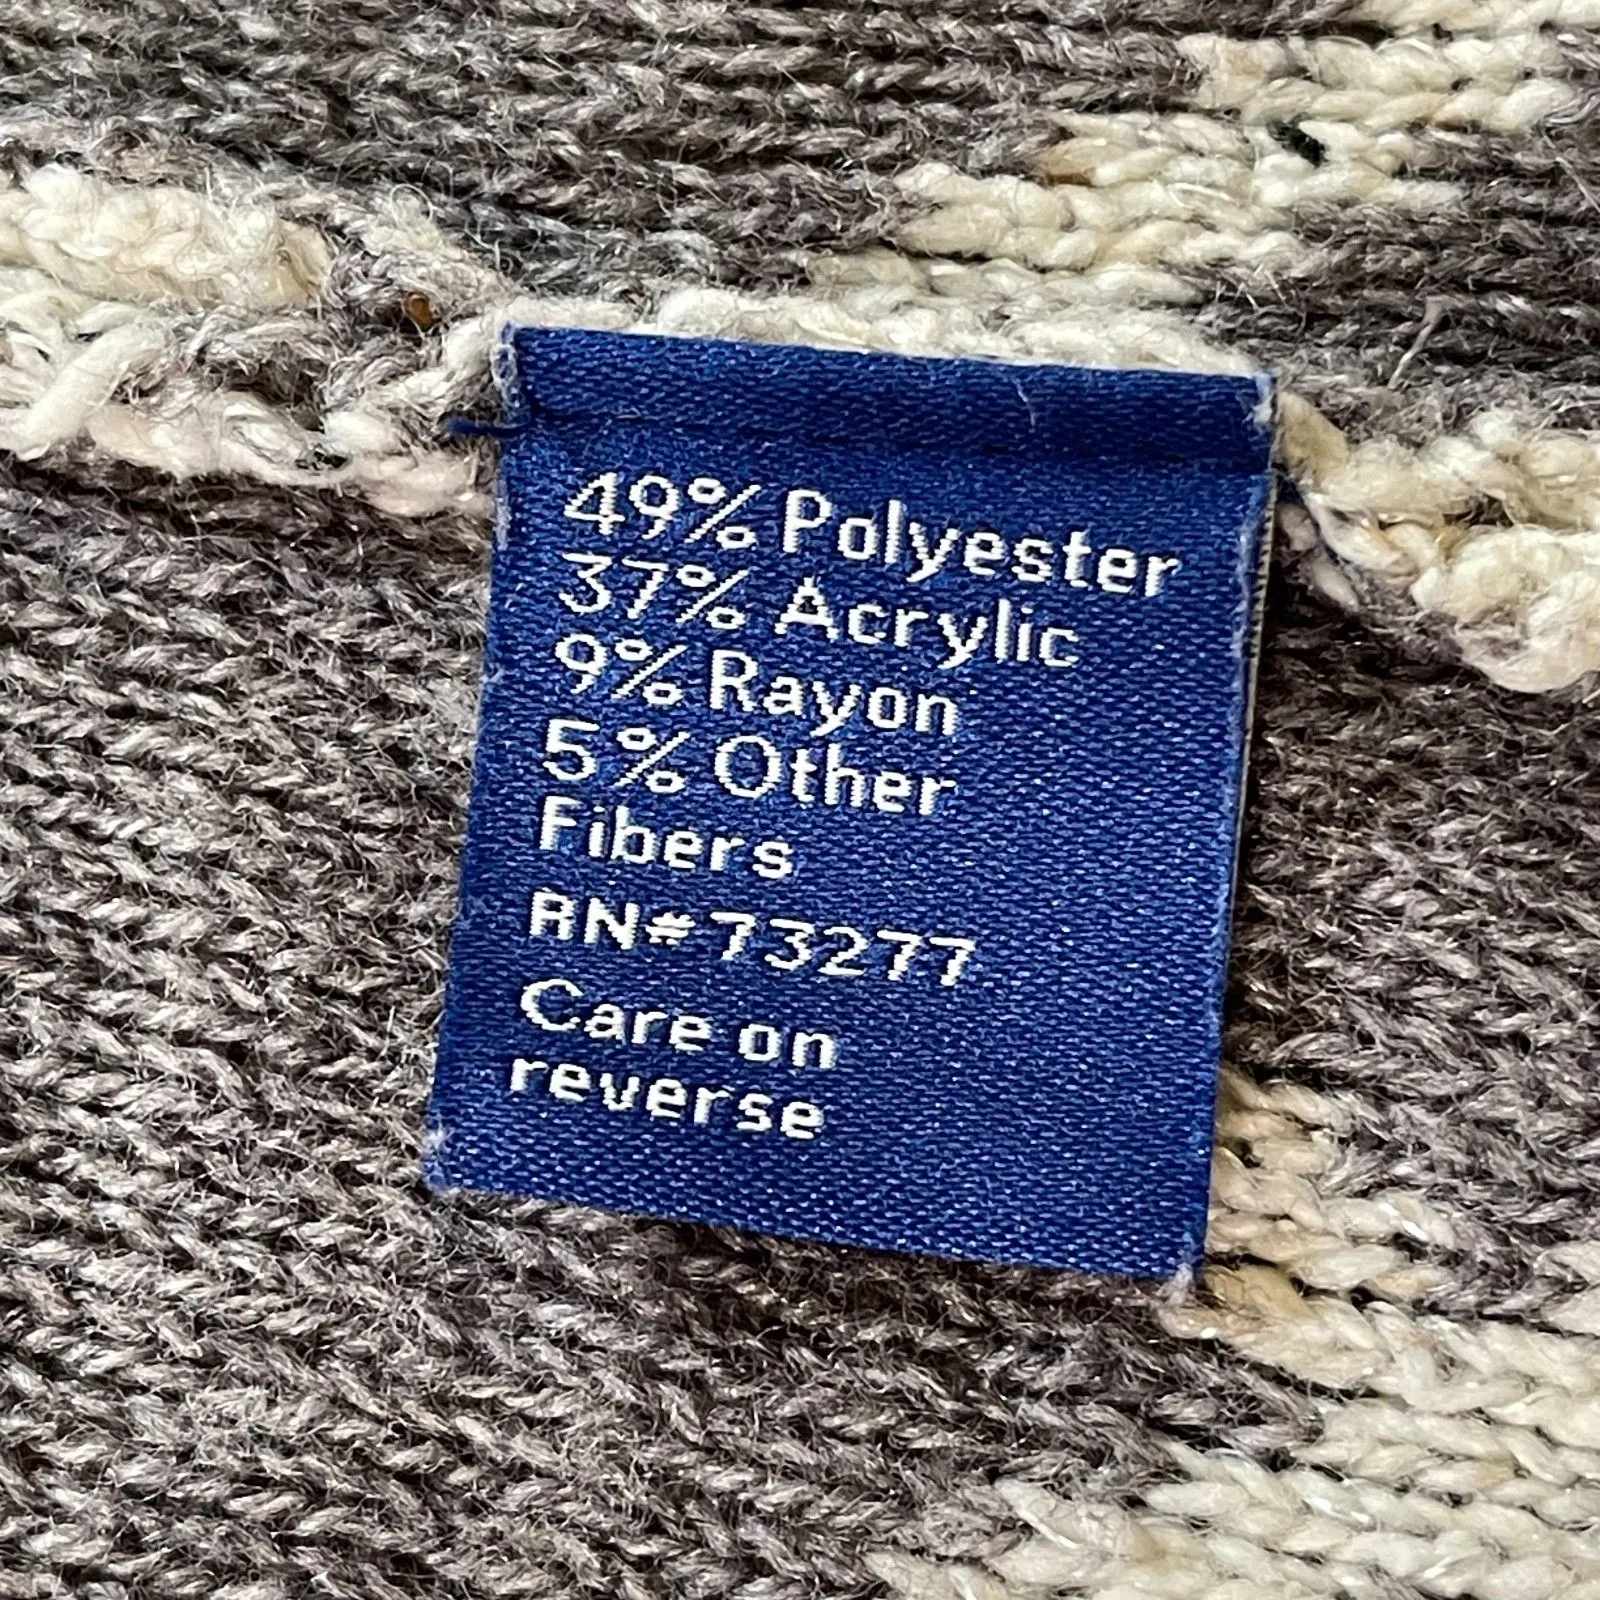 49% Polyester
37% Acrylic
9% Rayon
5% Other
Fibers
RN# 73277
Care on
reverse